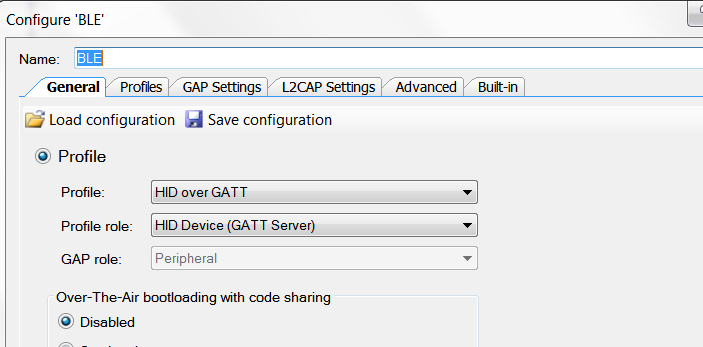 Configure 'BLE'
Name: BLE
General Profiles GAP Settings L2CAP Settings Advanced Built-in
Load configuration Save configuration
Profile
Profile: HID over GATT
Profile role: HID Device (GATT Server)
GAP role: Peripheral
Over-The-Air bootloading with code sharing
Disabled